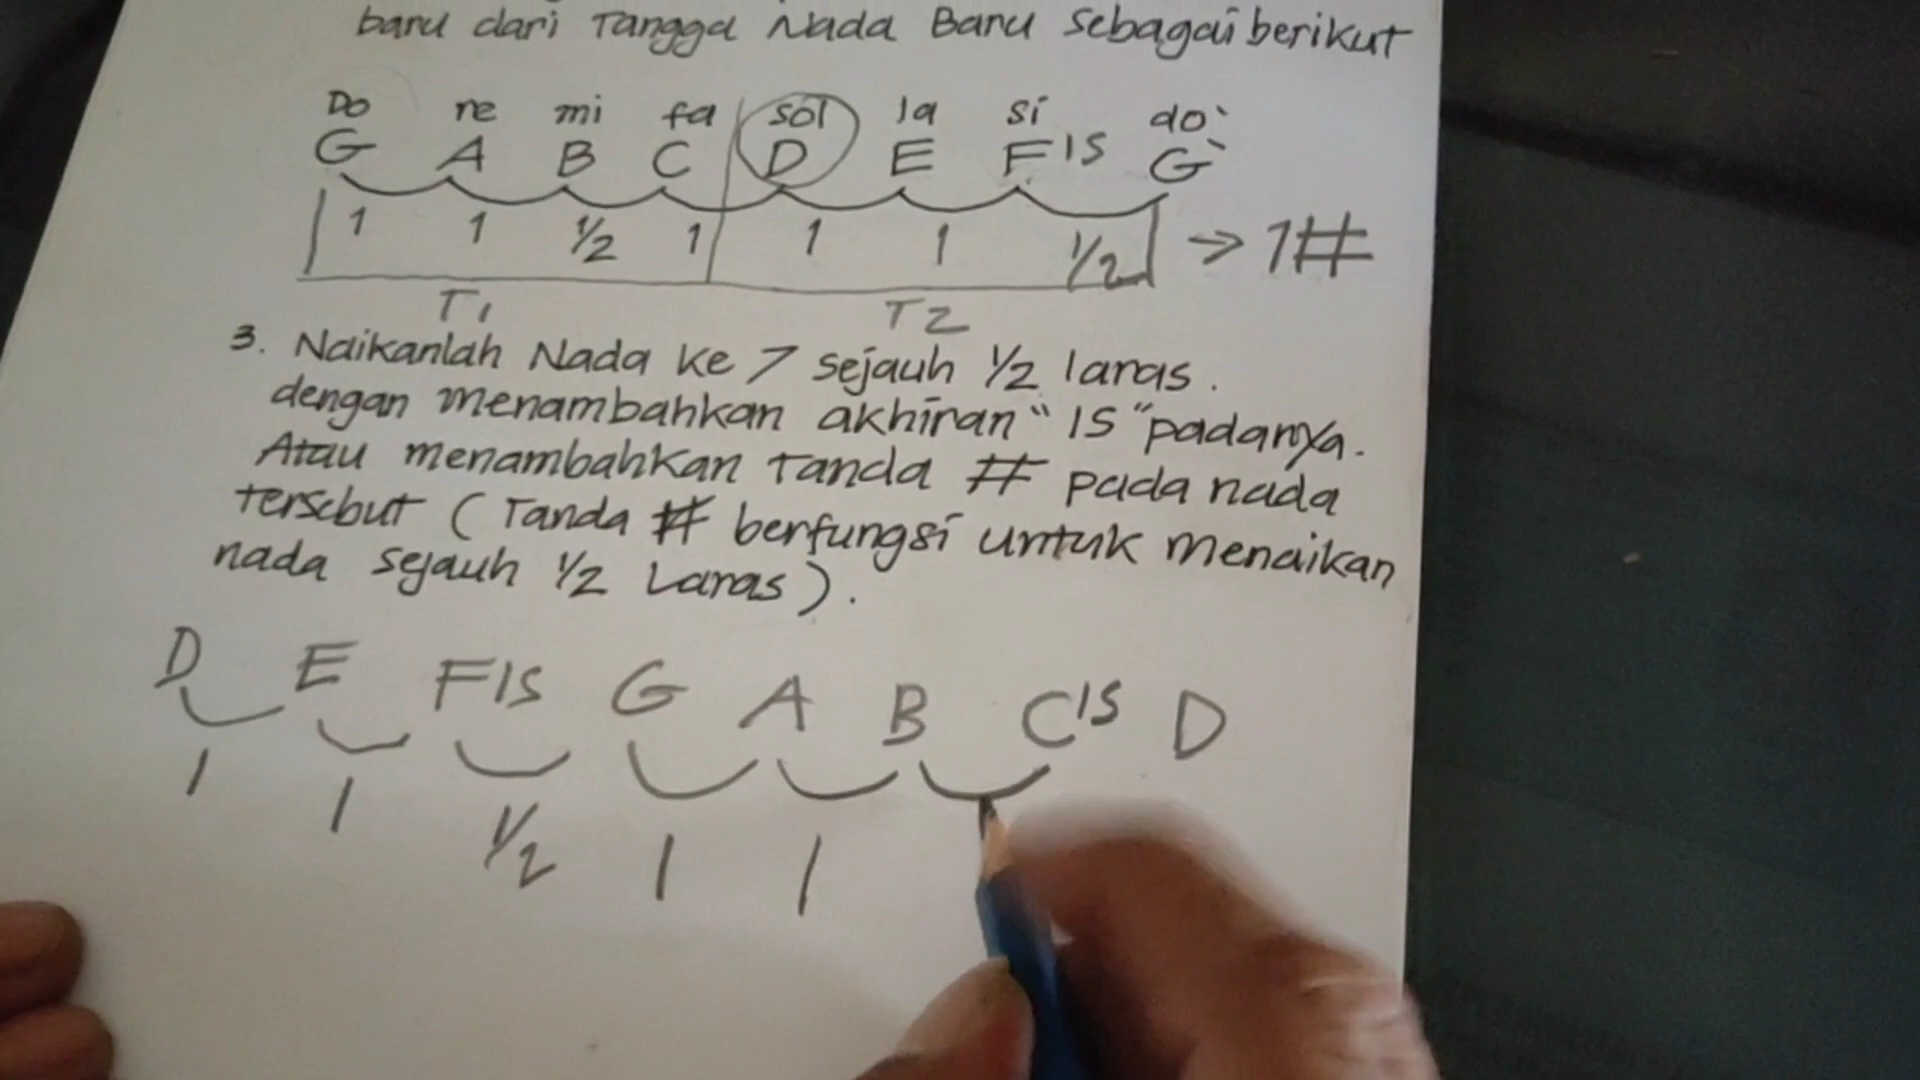 baru dari Tangga Nada Baru sebagai berikut
Do re mi fa sol la si dȯ
G A B C D E FIS Ġ
1 1 ½ 1 1 1 ½ → 1#
T1 T2
3. Naikanlah Nada ke 7 sejauh ½ laras.
dengan menambahkan akhiran "IS" padanya.
Atau menambahkan Tanda # pada nada
tersebut (Tanda # berfungsi untuk menaikan
nada sejauh ½ Laras).
D E FIS G A B CIS D
1 1 ½ 1 1